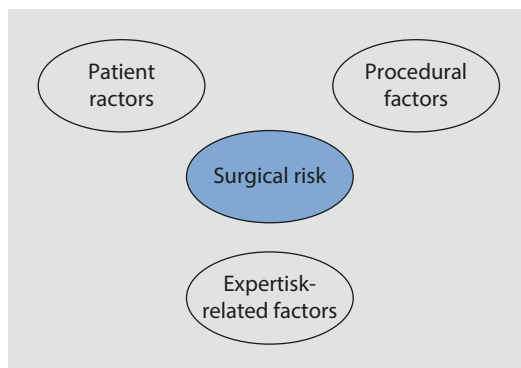 Patient
ractors
Procedural
factors
Surgical risk
Expertisk-
related factors